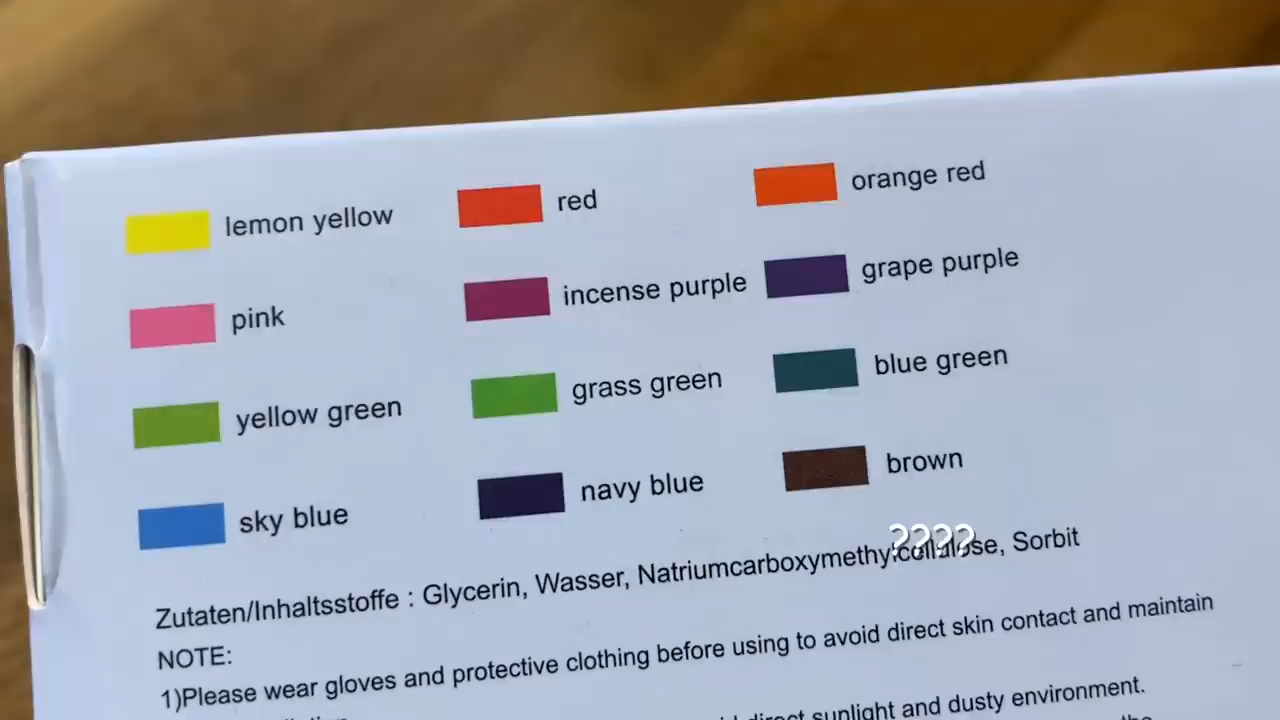 lemon yellow red orange red
pink incense purple grape purple
yellow green grass green blue green
sky blue navy blue brown
????
Zutaten/Inhaltsstoffe : Glycerin, Wasser, Natriumcarboxymethylcellulose, Sorbit
NOTE:
1)Please wear gloves and protective clothing before using to avoid direct skin contact and maintain
direct sunlight and dusty environment.
the